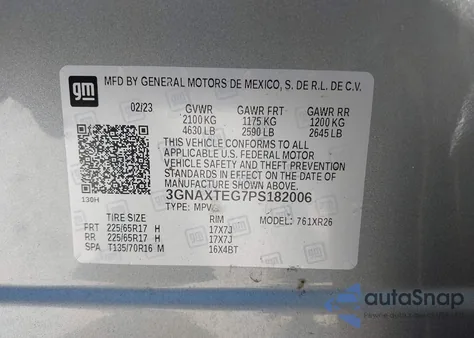 gm
MFD BY GENERAL MOTORS DE MEXICO, S. DE R.L. DE C.V.
02/23 GVWR GAWR FRT GAWR RR
2100 KG 1175 KG 1200 KG
4630 LB 2590 LB 2645 LB
THIS VEHICLE CONFORMS TO ALL
APPLICABLE U.S. FEDERAL MOTOR
VEHICLE SAFETY AND THEFT PREVENTION
STANDARDS IN EFFECT ON THE DATE OF
MANUFACTURE SHOWN ABOVE.
130H
3GNAXTEG7PS182006
TYPE: MPV MODEL: 761XR26
TIRE SIZE RIM
FRT 225/65R17 H 17X7J
RR 225/65R17 H 17X7J
SPA T135/70R16 M 16X4BT
autoSnap